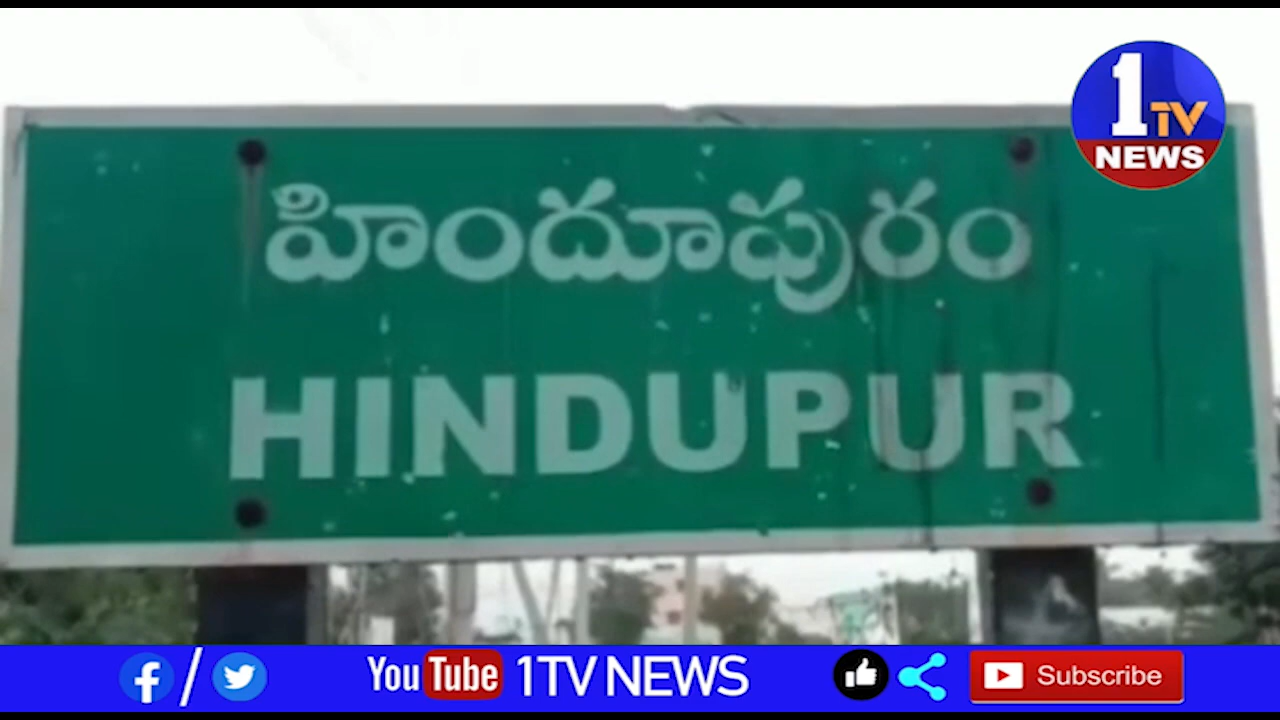 1 TV
NEWS
హిందూపురం
HINDUPUR
f / YouTube 1TV NEWS Subscribe